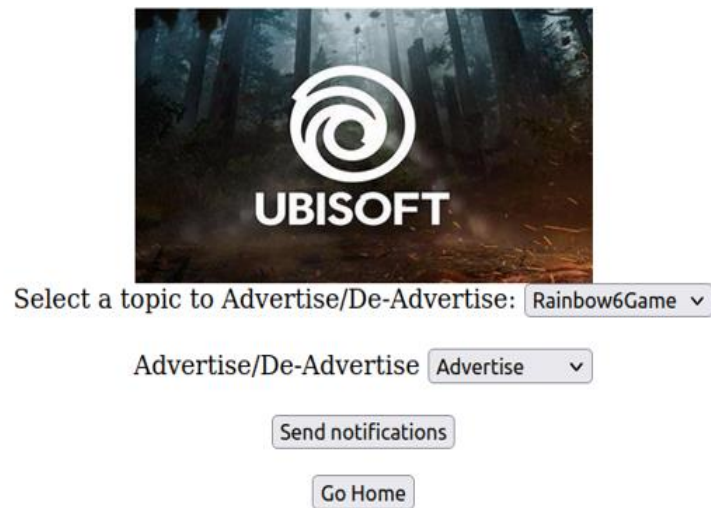 UBISOFT
Select a topic to Advertise/De-Advertise: Rainbow6Game
Advertise/De-Advertise Advertise
Send notifications
Go Home